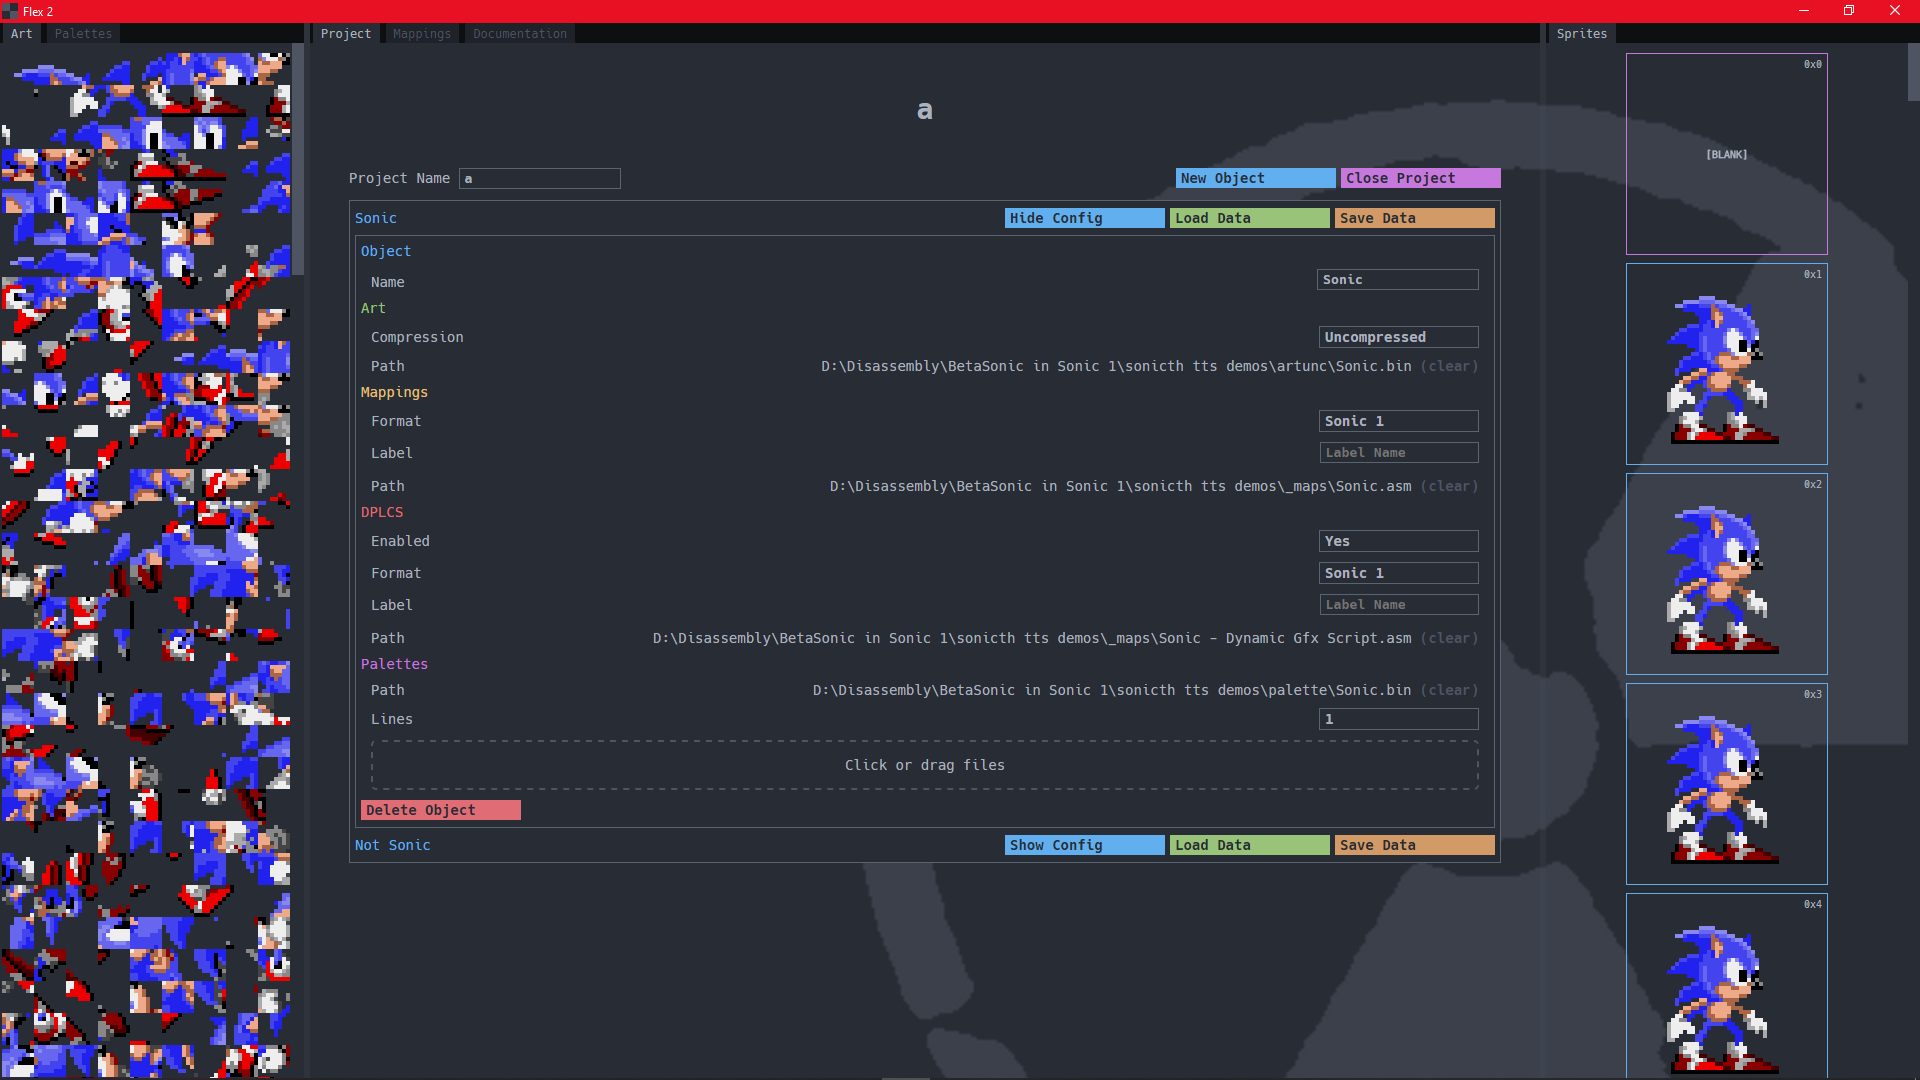 Flex 2
Art Palettes Project Mappings Documentation Sprites
a
Project Name a New Object Close Project
Sonic Hide Config Load Data Save Data
Object
Name Sonic
Art
Compression Uncompressed
Path D:\Disassembly\BetaSonic in Sonic 1\sonicth tts demos\artunc\Sonic.bin (clear)
Mappings
Format Sonic 1
Label Label Name
Path D:\Disassembly\BetaSonic in Sonic 1\sonicth tts demos\_maps\Sonic.asm (clear)
DPLCS
Enabled Yes
Format Sonic 1
Label Label Name
Path D:\Disassembly\BetaSonic in Sonic 1\sonicth tts demos\_maps\Sonic - Dynamic Gfx Script.asm (clear)
Palettes
Path D:\Disassembly\BetaSonic in Sonic 1\sonicth tts demos\palette\Sonic.bin (clear)
Lines 1
Click or drag files
Delete Object
Not Sonic Show Config Load Data Save Data
0x0
[BLANK]
0x1
0x2
0x3
0x4